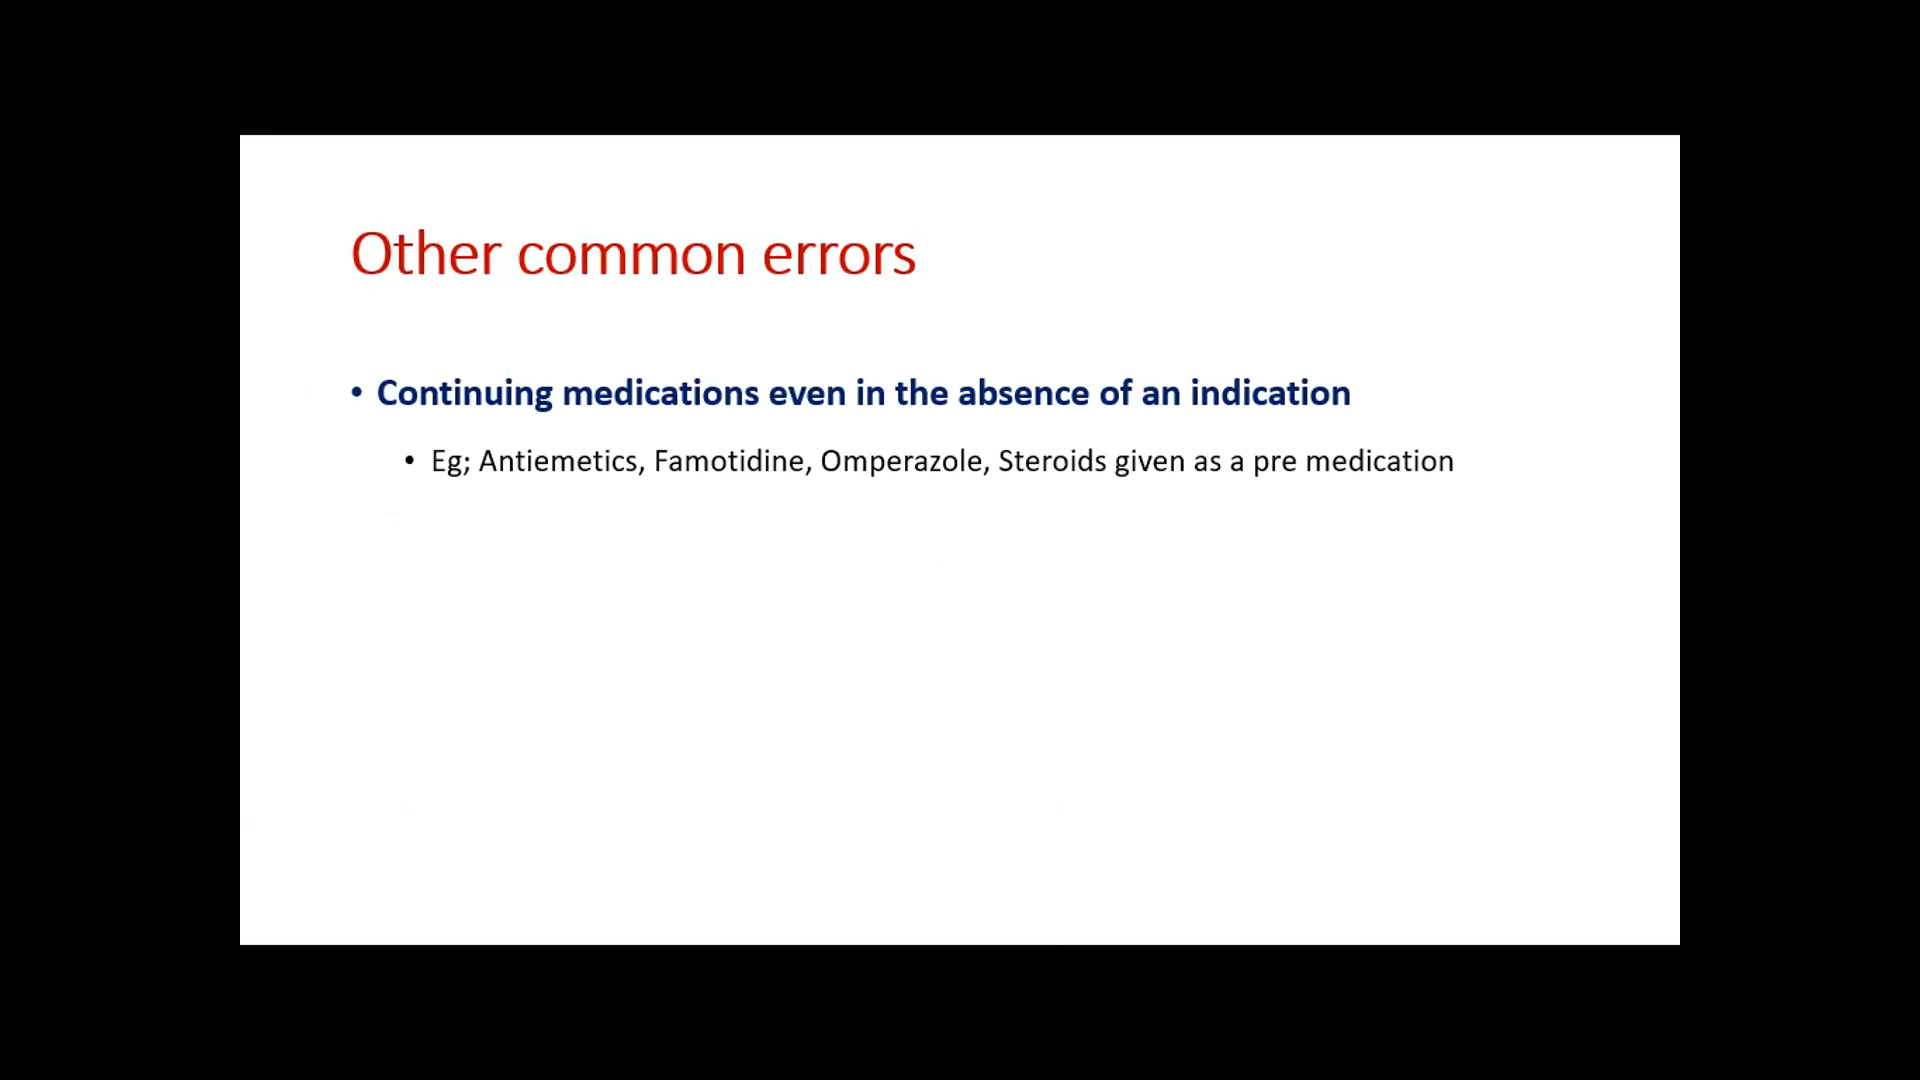 Other common errors
• Continuing medications even in the absence of an indication
• Eg; Antiemetics, Famotidine, Omperazole, Steroids given as a pre medication